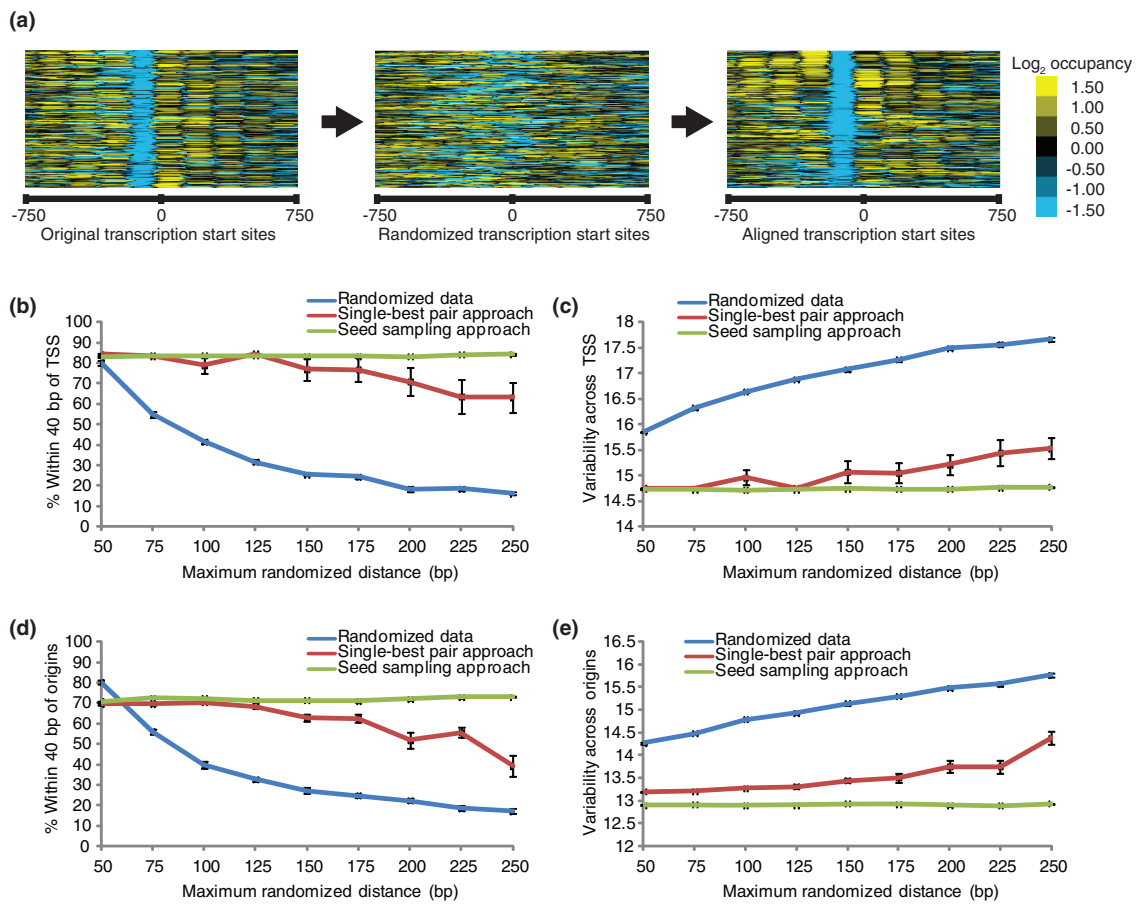 (a)
Log2 occupancy
1.50
1.00
0.50
0.00
-0.50
-1.00
-1.50
-750 0 750
Original transcription start sites
-750 0 750
Randomized transcription start sites
-750 0 750
Aligned transcription start sites
(b)
Randomized data
Single-best pair approach
Seed sampling approach
% Within 40 bp of TSS
100
90
80
70
60
50
40
30
20
10
0
50 75 100 125 150 175 200 225 250
Maximum randomized distance (bp)
(c)
Randomized data
Single-best pair approach
Seed sampling approach
Variability across TSS
18
17.5
17
16.5
16
15.5
15
14.5
14
50 75 100 125 150 175 200 225 250
Maximum randomized distance (bp)
(d)
Randomized data
Single-best pair approach
Seed sampling approach
% Within 40 bp of origins
100
90
80
70
60
50
40
30
20
10
0
50 75 100 125 150 175 200 225 250
Maximum randomized distance (bp)
(e)
Randomized data
Single-best pair approach
Seed sampling approach
Variability across origins
16.5
16
15.5
15
14.5
14
13.5
13
12.5
12
50 75 100 125 150 175 200 225 250
Maximum randomized distance (bp)